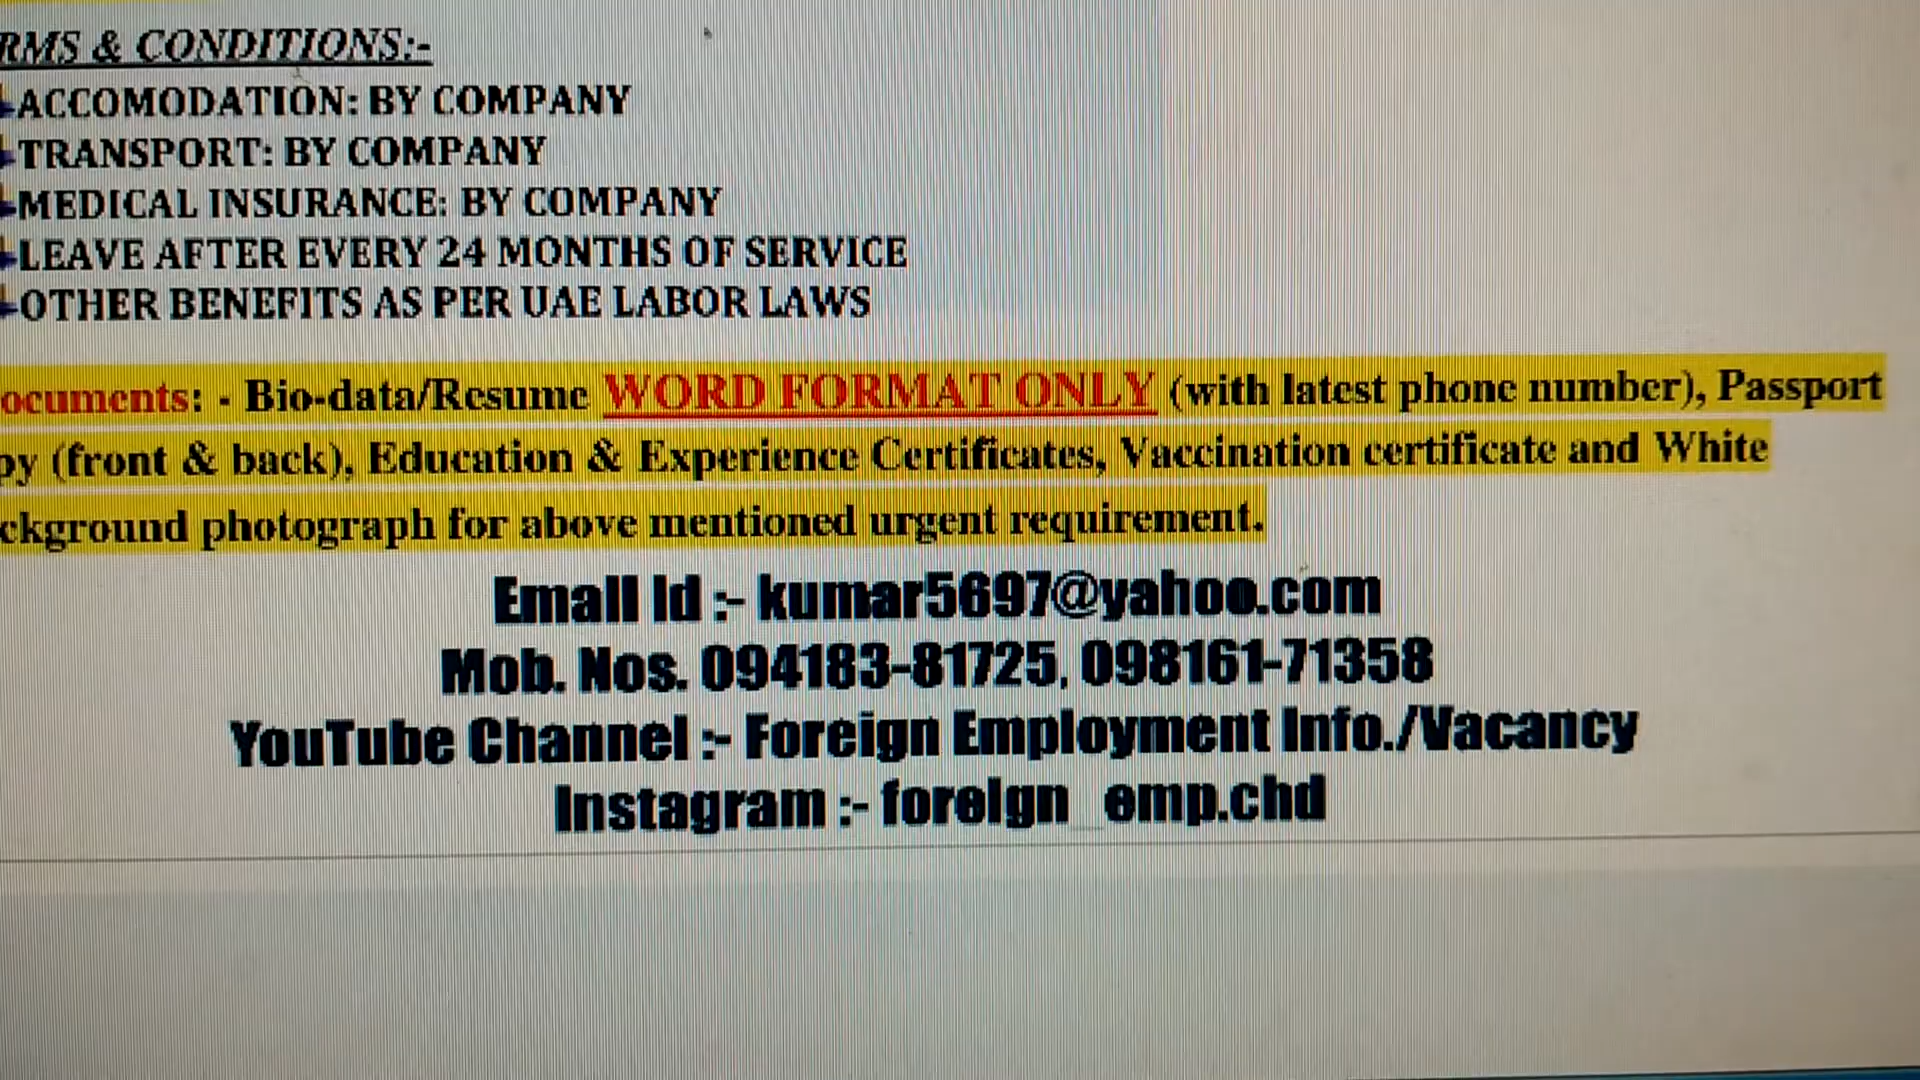 RMS & CONDITIONS:-
ACCOMODATION: BY COMPANY
TRANSPORT: BY COMPANY
MEDICAL INSURANCE: BY COMPANY
LEAVE AFTER EVERY 24 MONTHS OF SERVICE
OTHER BENEFITS AS PER UAE LABOR LAWS
ocuments: - Bio-data/Resume WORD FORMAT ONLY (with latest phone number), Passport
py (front & back), Education & Experience Certificates, Vaccination certificate and White
ckground photograph for above mentioned urgent requirement.
Email Id :- kumar5697@yahoo.com
Mob. Nos. 094183-81725, 098161-71358
YouTube Channel :- Foreign Employment Info./Vacancy
Instagram :- foreign_emp.chd